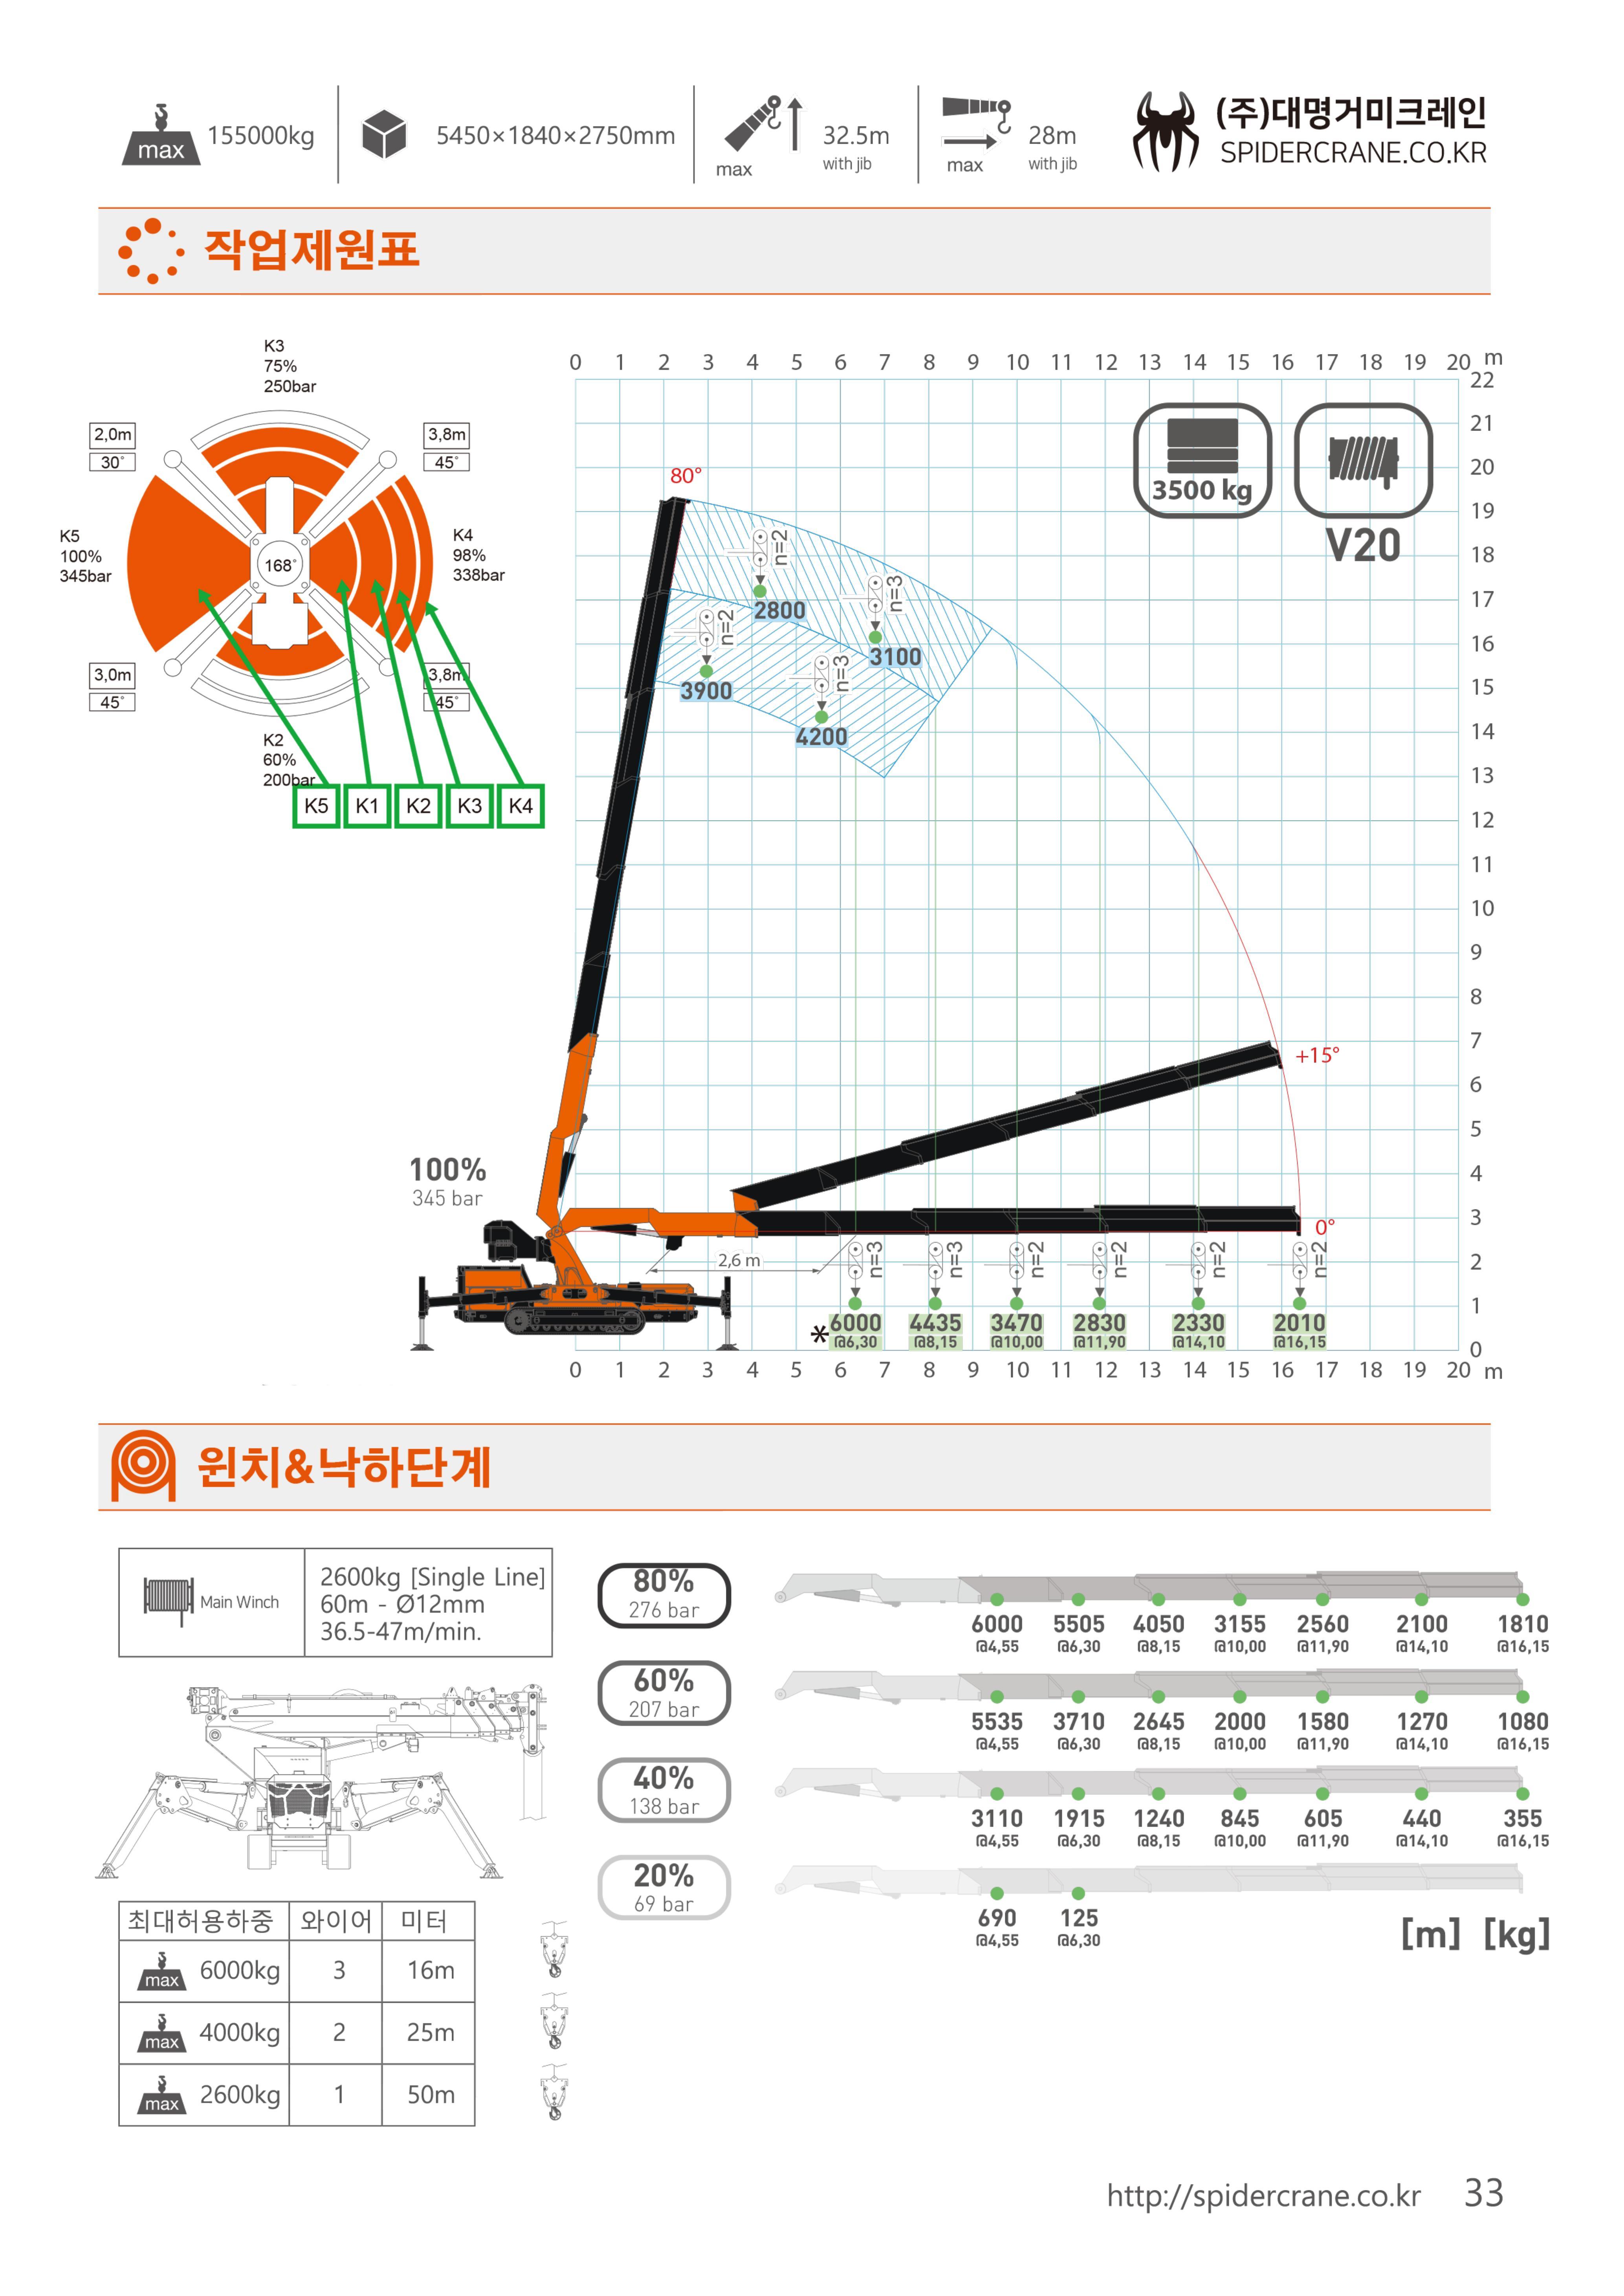 max
155000kg
5450×1840×2750mm
max
32.5m
with jib
max
28m
with jib
(주)대명거미크레인
SPIDERCRANE.CO.KR
작업제원표
K3
75%
250bar
2,0m
30°
3,8m
45°
K5
100%
345bar
168°
K4
98%
338bar
3,0m
45°
3,8m
45°
K2
60%
200bar
K5
K1
K2
K3
K4
0 1 2 3 4 5 6 7 8 9 10 11 12 13 14 15 16 17 18 19 20 m
22
21
20
19
18
17
16
15
14
13
12
11
10
9
8
7
6
5
4
3
2
1
0
3500 kg
V20
80°
n=2
2800
n=3
3100
n=2
3900
n=3
4200
+15°
0°
100%
345 bar
2,6 m
n=3
n=3
n=2
n=2
n=2
n=2
*6000 4435 3470 2830 2330 2010
@6,30 @8,15 @10,00 @11,90 @14,10 @16,15
0 1 2 3 4 5 6 7 8 9 10 11 12 13 14 15 16 17 18 19 20 m
윈치&낙하단계
Main Winch
2600kg [Single Line]
60m - Ø12mm
36.5-47m/min.
80%
276 bar
6000 5505 4050 3155 2560 2100 1810
@4,55 @6,30 @8,15 @10,00 @11,90 @14,10 @16,15
60%
207 bar
5535 3710 2645 2000 1580 1270 1080
@4,55 @6,30 @8,15 @10,00 @11,90 @14,10 @16,15
40%
138 bar
3110 1915 1240 845 605 440 355
@4,55 @6,30 @8,15 @10,00 @11,90 @14,10 @16,15
20%
69 bar
690 125
@4,55 @6,30
[m] [kg]
최대허용하중 와이어 미터
max 6000kg 3 16m
max 4000kg 2 25m
max 2600kg 1 50m
http://spidercrane.co.kr 33